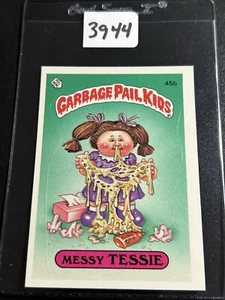 3944
45b
GARBAGE PAIL KIDS
MESSY TESSIE